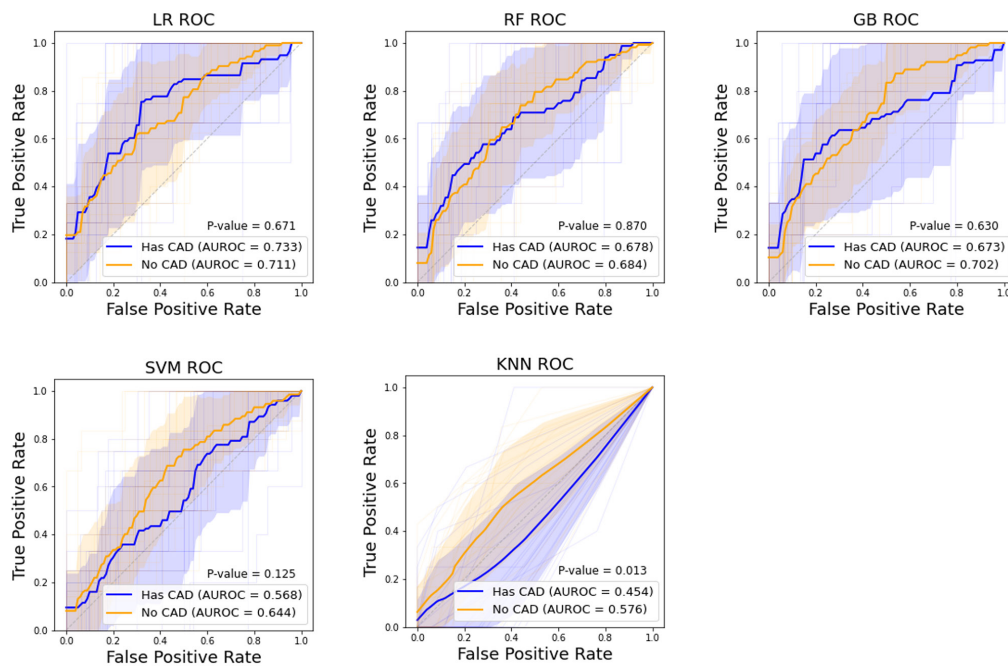 LR ROC
True Positive Rate
1.0
0.8
0.6
0.4
0.2
0.0
P-value = 0.671
Has CAD (AUROC = 0.733)
No CAD (AUROC = 0.711)
0.0 0.2 0.4 0.6 0.8 1.0
False Positive Rate
RF ROC
True Positive Rate
1.0
0.8
0.6
0.4
0.2
0.0
P-value = 0.870
Has CAD (AUROC = 0.678)
No CAD (AUROC = 0.684)
0.0 0.2 0.4 0.6 0.8 1.0
False Positive Rate
GB ROC
True Positive Rate
1.0
0.8
0.6
0.4
0.2
0.0
P-value = 0.630
Has CAD (AUROC = 0.673)
No CAD (AUROC = 0.702)
0.0 0.2 0.4 0.6 0.8 1.0
False Positive Rate
SVM ROC
True Positive Rate
1.0
0.8
0.6
0.4
0.2
0.0
P-value = 0.125
Has CAD (AUROC = 0.568)
No CAD (AUROC = 0.644)
0.0 0.2 0.4 0.6 0.8 1.0
False Positive Rate
KNN ROC
True Positive Rate
1.0
0.8
0.6
0.4
0.2
0.0
P-value = 0.013
Has CAD (AUROC = 0.454)
No CAD (AUROC = 0.576)
0.0 0.2 0.4 0.6 0.8 1.0
False Positive Rate